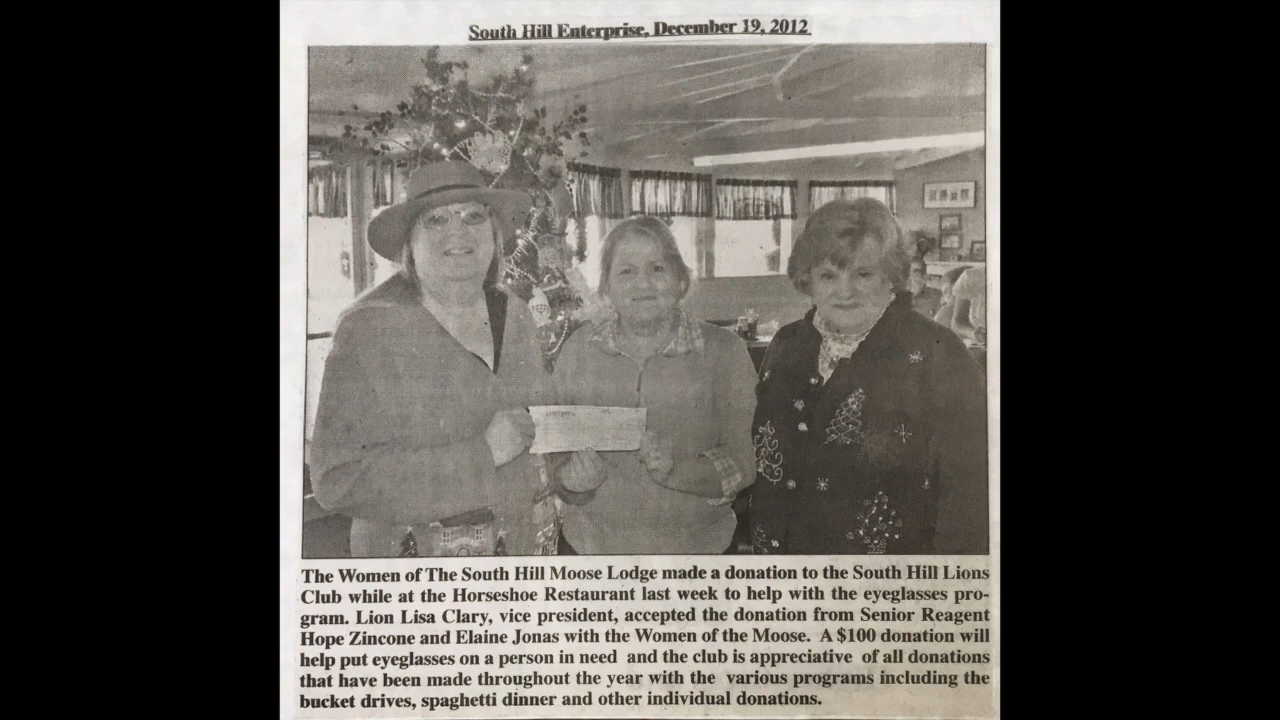 South Hill Enterprise, December 19, 2012
The Women of The South Hill Moose Lodge made a donation to the South Hill Lions
Club while at the Horseshoe Restaurant last week to help with the eyeglasses pro-
gram. Lion Lisa Clary, vice president, accepted the donation from Senior Reagent
Hope Zincone and Elaine Jonas with the Women of the Moose. A $100 donation will
help put eyeglasses on a person in need and the club is appreciative of all donations
that have been made throughout the year with the various programs including the
bucket drives, spaghetti dinner and other individual donations.